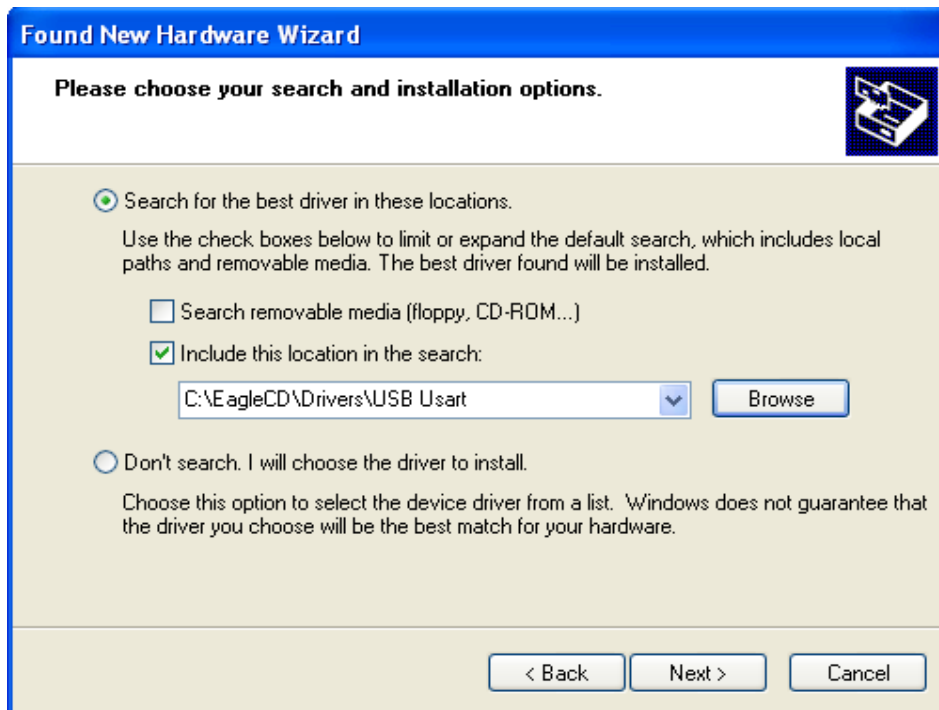 Found New Hardware Wizard
Please choose your search and installation options.
Search for the best driver in these locations.
Use the check boxes below to limit or expand the default search, which includes local
paths and removable media. The best driver found will be installed.
Search removable media (floppy, CD-ROM...)
Include this location in the search:
C:\EagleCD\Drivers\USB Usart
Browse
Don't search. I will choose the driver to install.
Choose this option to select the device driver from a list.  Windows does not guarantee that
the driver you choose will be the best match for your hardware.
< Back
Next >
Cancel